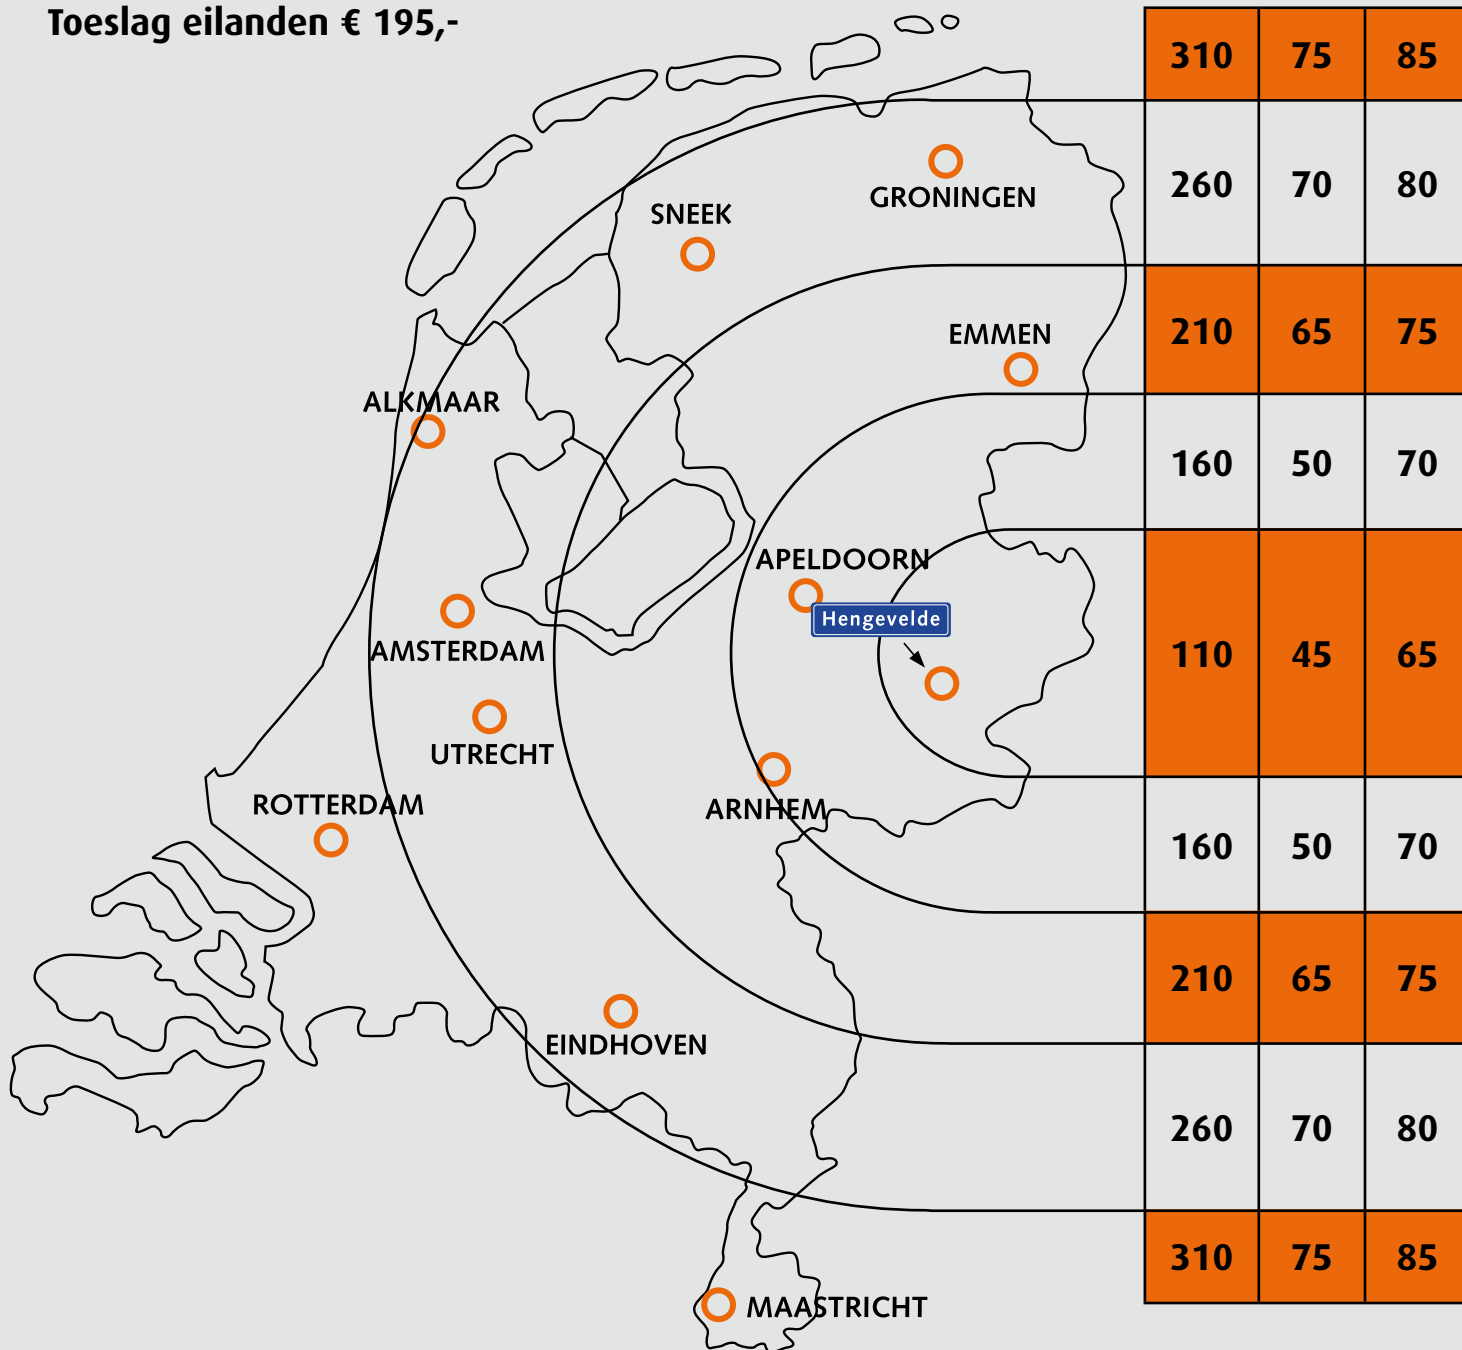 Toeslag eilanden € 195,-
310 75 85
GRONINGEN
260 70 80
SNEEK
EMMEN
210 65 75
ALKMAAR
160 50 70
APELDOORN
Hengevelde
AMSTERDAM
110 45 65
UTRECHT
ROTTERDAM
ARNHEM
160 50 70
210 65 75
EINDHOVEN
260 70 80
310 75 85
MAASTRICHT